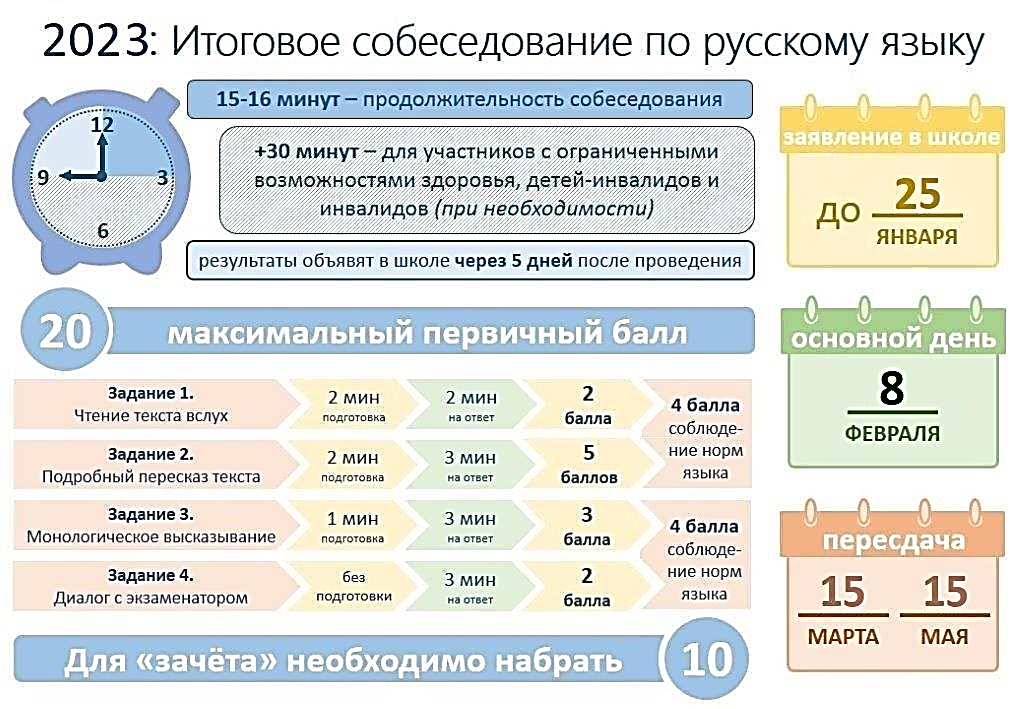 2023: Итоговое собеседование по русскому языку
12
3
6
9
15-16 минут – продолжительность собеседования
+30 минут – для участников с ограниченными
возможностями здоровья, детей-инвалидов и
инвалидов (при необходимости)
результаты объявят в школе через 5 дней после проведения
заявление в школе
ДО 25
ЯНВАРЯ
20 максимальный первичный балл
основной день
8
ФЕВРАЛЯ
Задание 1.
Чтение текста вслух
2 мин
подготовка
2 мин
на ответ
2
балла
Задание 2.
Подробный пересказ текста
2 мин
подготовка
3 мин
на ответ
5
баллов
4 балла
соблюде-
ние норм
языка
Задание 3.
Монологическое высказывание
1 мин
подготовка
3 мин
на ответ
3
балла
Задание 4.
Диалог с экзаменатором
без
подготовки
3 мин
на ответ
2
балла
4 балла
соблюде-
ние норм
языка
пересдача
15
МАРТА
15
МАЯ
Для «зачёта» необходимо набрать 10